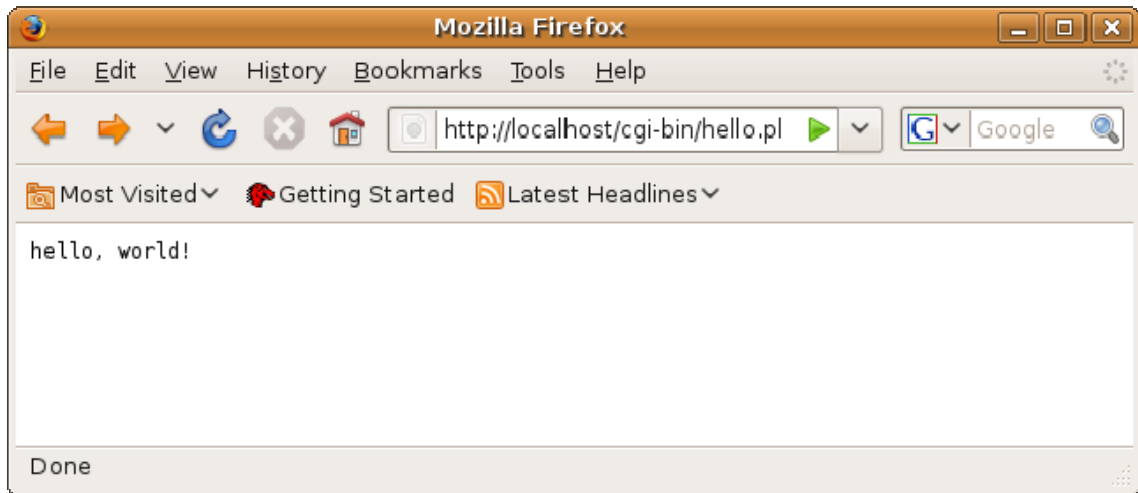 Mozilla Firefox
File Edit View History Bookmarks Tools Help
http://localhost/cgi-bin/hello.pl G Google
Most Visited Getting Started Latest Headlines
hello, world!
Done